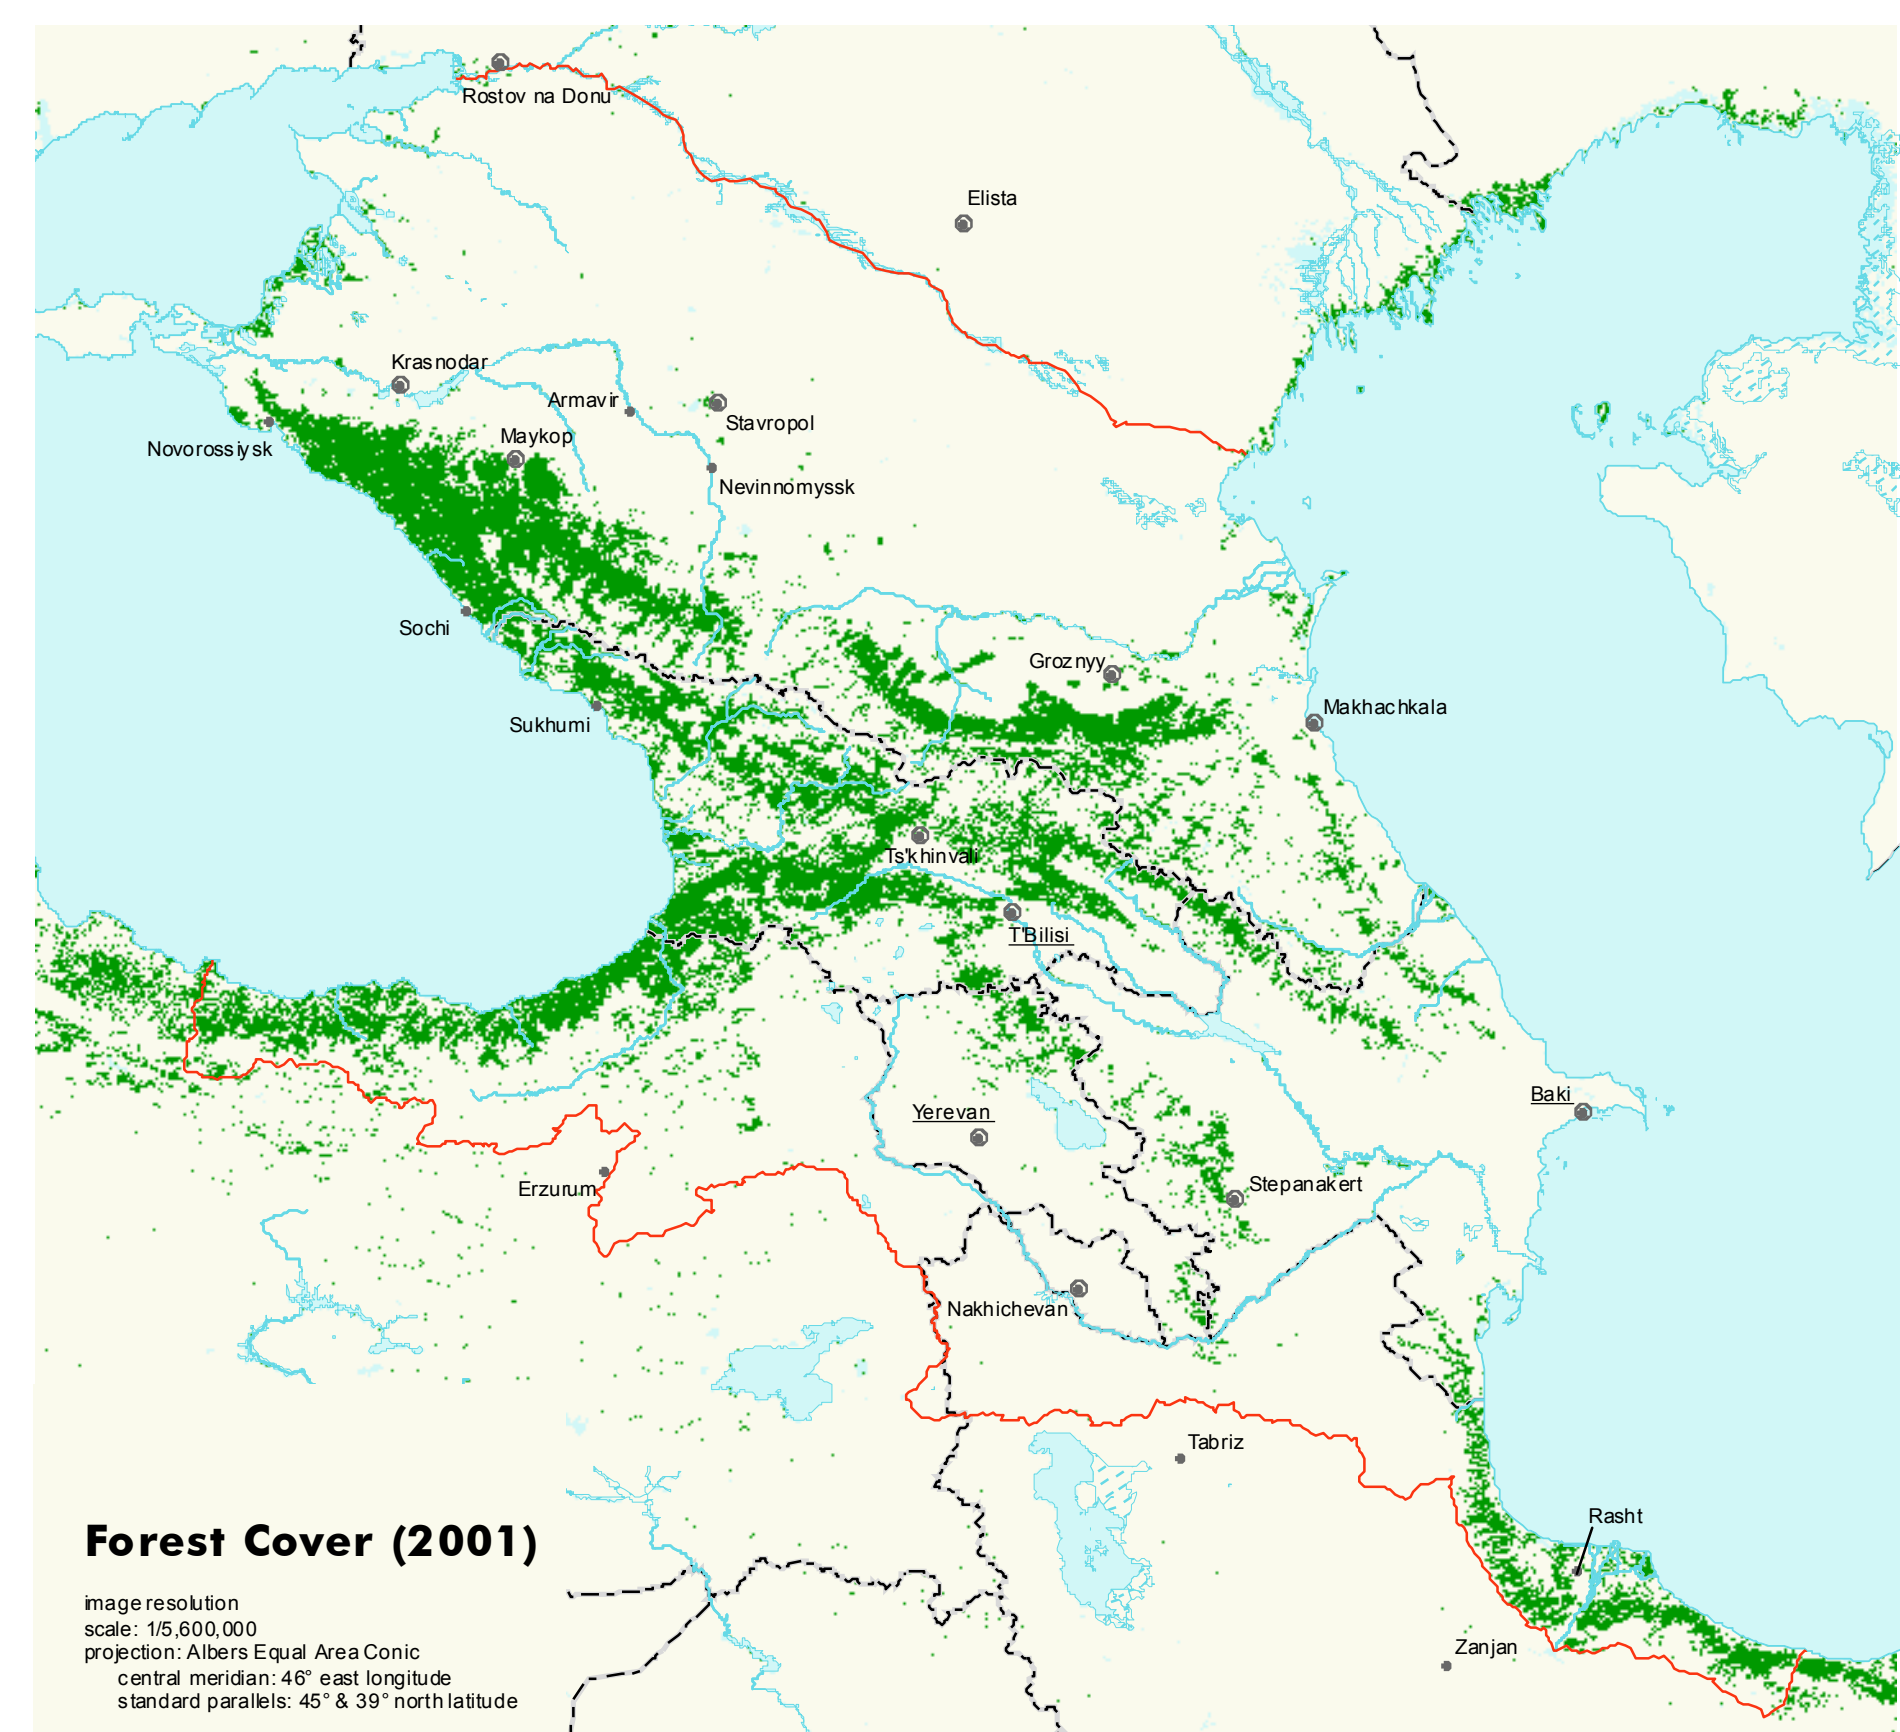 Rostov na Donu
Elista
Krasnodar
Armavir
Stavropol
Maykop
Novorossiysk
Nevinnomyssk
Sochi
Groznyy
Sukhumi
Makhachkala
Ts'khinvali
T'Bilisi
Baki
Yerevan
Erzurum
Stepanakert
Nakhichevan
Tabriz
Rasht
Zanjan
Forest Cover (2001)
image resolution
scale: 1/5,600,000
projection: Albers Equal Area Conic
central meridian: 46° east longitude
standard parallels: 45° & 39° north latitude